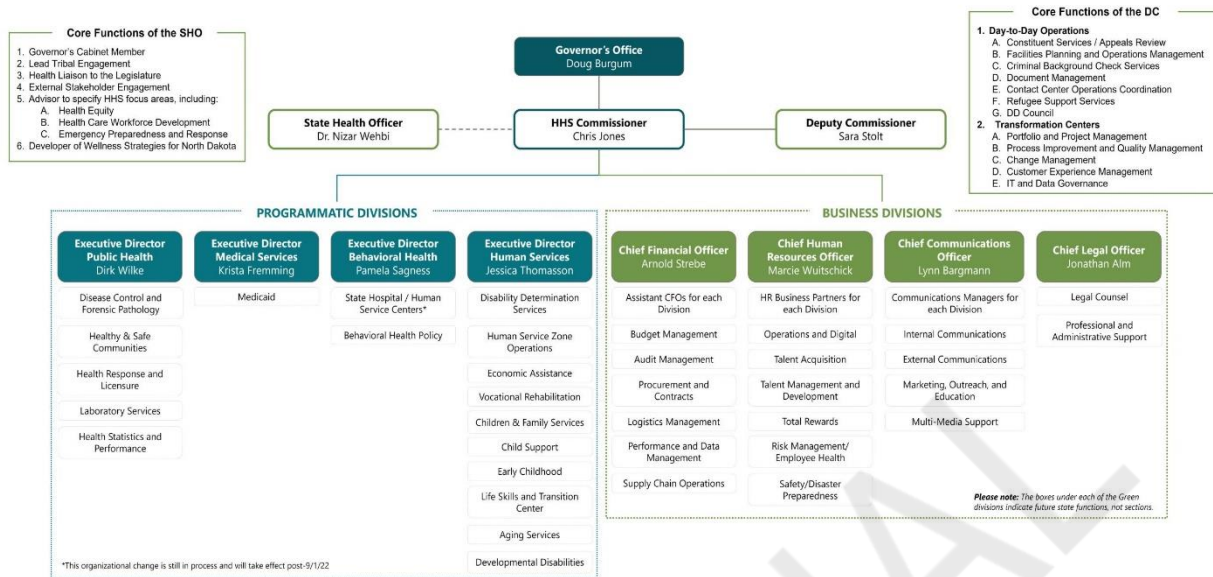 Core Functions of the SHO
1. Governor's Cabinet Member
2. Lead Tribal Engagement
3. Health Liaison to the Legislature
4. External Stakeholder Engagement
5. Advisor to specify HHS focus areas, including:
A. Health Equity
B. Health Care Workforce Development
C. Emergency Preparedness and Response
6. Developer of Wellness Strategies for North Dakota
Governor's Office
Doug Burgum
Core Functions of the DC
1. Day-to-Day Operations
A. Constituent Services / Appeals Review
B. Facilities Planning and Operations Management
C. Criminal Background Check Services
D. Document Management
E. Contact Center Operations Coordination
F. Refugee Support Services
G. DD Council
2. Transformation Centers
A. Portfolio and Project Management
B. Process Improvement and Quality Management
C. Change Management
D. Customer Experience Management
E. IT and Data Governance
State Health Officer
Dr. Nizar Wehbi
HHS Commissioner
Chris Jones
Deputy Commissioner
Sara Stolt
PROGRAMMATIC DIVISIONS
Executive Director
Public Health
Dirk Wilke
Disease Control and
Forensic Pathology
Healthy & Safe
Communities
Health Response and
Licensure
Laboratory Services
Health Statistics and
Performance
Executive Director
Medical Services
Krista Fremming
Medicaid
Executive Director
Behavioral Health
Pamela Sagness
State Hospital / Human
Service Centers*
Behavioral Health Policy
Executive Director
Human Services
Jessica Thomasson
Disability Determination
Services
Human Service Zone
Operations
Economic Assistance
Vocational Rehabilitation
Children & Family Services
Child Support
Early Childhood
Life Skills and Transition
Center
Aging Services
Developmental Disabilities
*This organizational change is still in process and will take effect post-9/1/22
BUSINESS DIVISIONS
Chief Financial Officer
Arnold Strebe
Assistant CFOs for each
Division
Budget Management
Audit Management
Procurement and
Contracts
Logistics Management
Performance and Data
Management
Supply Chain Operations
Chief Human
Resources Officer
Marcie Wuitschick
HR Business Partners for
each Division
Operations and Digital
Talent Acquisition
Talent Management and
Development
Total Rewards
Risk Management/
Employee Health
Safety/Disaster
Preparedness
Chief Communications
Officer
Lynn Bargmann
Communications Managers for
each Division
Internal Communications
External Communications
Marketing, Outreach, and
Education
Multi-Media Support
Chief Legal Officer
Jonathan Alm
Legal Counsel
Professional and
Administrative Support
Please note: The boxes under each of the Green
divisions indicate future state functions, not sections.